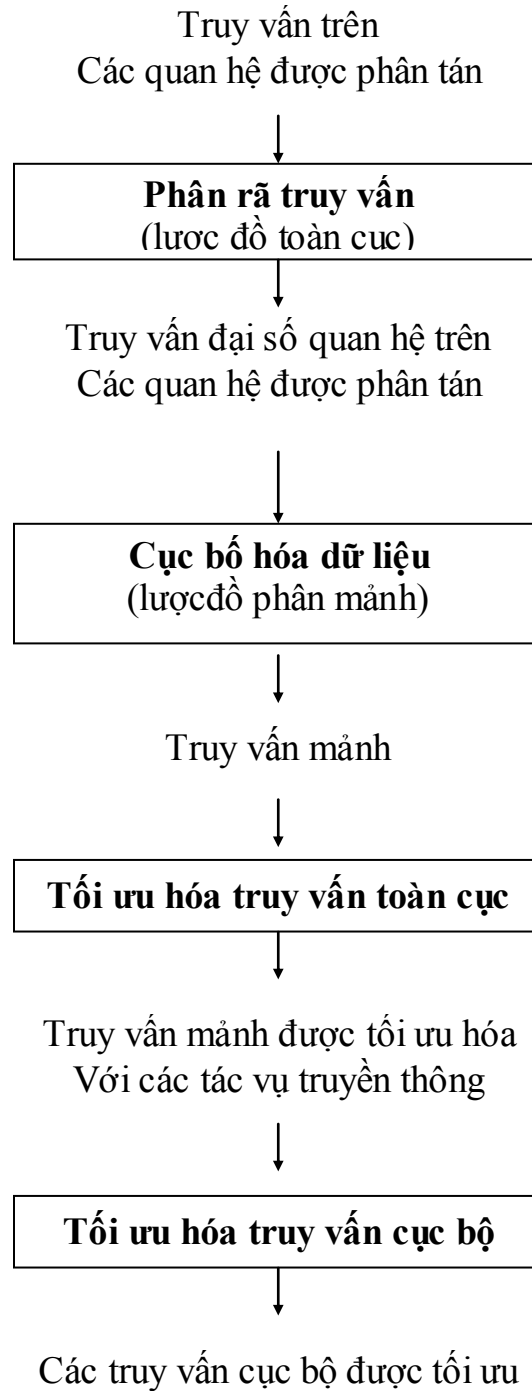 Truy vấn trên
Các quan hệ được phân tán
Phân rã truy vấn
(lươc đồ toàn cuc)
Truy vấn đại số quan hệ trên
Các quan hệ được phân tán
Cục bố hóa dữ liệu
(lượcđồ phân mảnh)
Truy vấn mảnh
Tối ưu hóa truy vấn toàn cục
Truy vấn mảnh được tối ưu hóa
Với các tác vụ truyền thông
Tối ưu hóa truy vấn cục bộ
Các truy vấn cục bộ được tối ưu